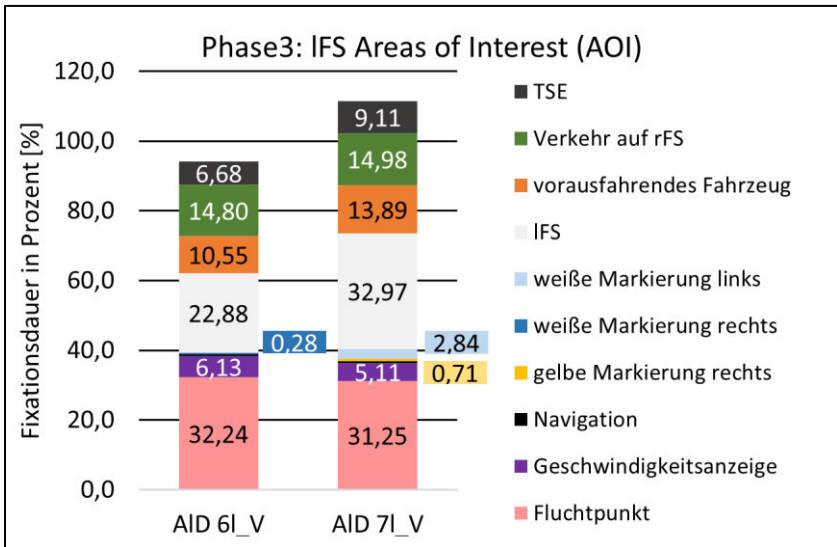 Phase3: lFS Areas of Interest (AOI)
Fixationsdauer in Prozent [%]
120,0
100,0
80,0
60,0
40,0
20,0
0,0
6,68
14,80
10,55
22,88
0,28
6,13
32,24
9,11
14,98
13,89
32,97
2,84
0,71
5,11
31,25
AlD 6l_V
AlD 7l_V
TSE
Verkehr auf rFS
vorausfahrendes Fahrzeug
lFS
weiße Markierung links
weiße Markierung rechts
gelbe Markierung rechts
Navigation
Geschwindigkeitsanzeige
Fluchtpunkt